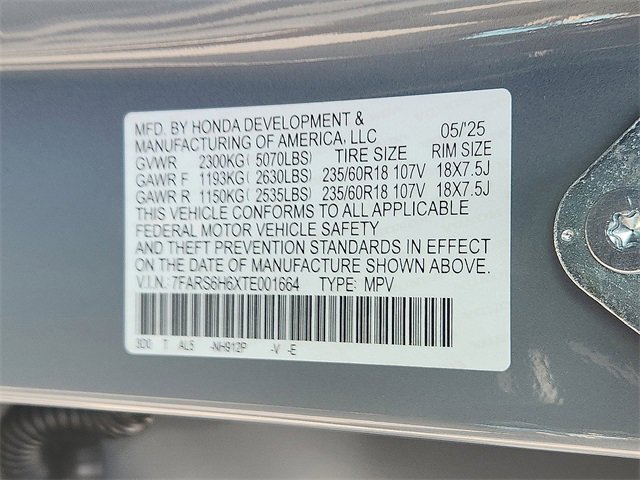 MFD. BY HONDA DEVELOPMENT &
MANUFACTURING OF AMERICA, LLC 05/'25
GVWR 2300KG ( 5070LBS) TIRE SIZE RIM SIZE
GAWR F 1193KG ( 2630LBS) 235/60R18 107V 18X7.5J
GAWR R 1150KG ( 2535LBS) 235/60R18 107V 18X7.5J
THIS VEHICLE CONFORMS TO ALL APPLICABLE
FEDERAL MOTOR VEHICLE SAFETY
AND THEFT PREVENTION STANDARDS IN EFFECT
ON THE DATE OF MANUFACTURE SHOWN ABOVE.
V.I.N.: 7FARS6H6XTE001664 TYPE: MPV
3D0 T AL5 -NH912P -V -E